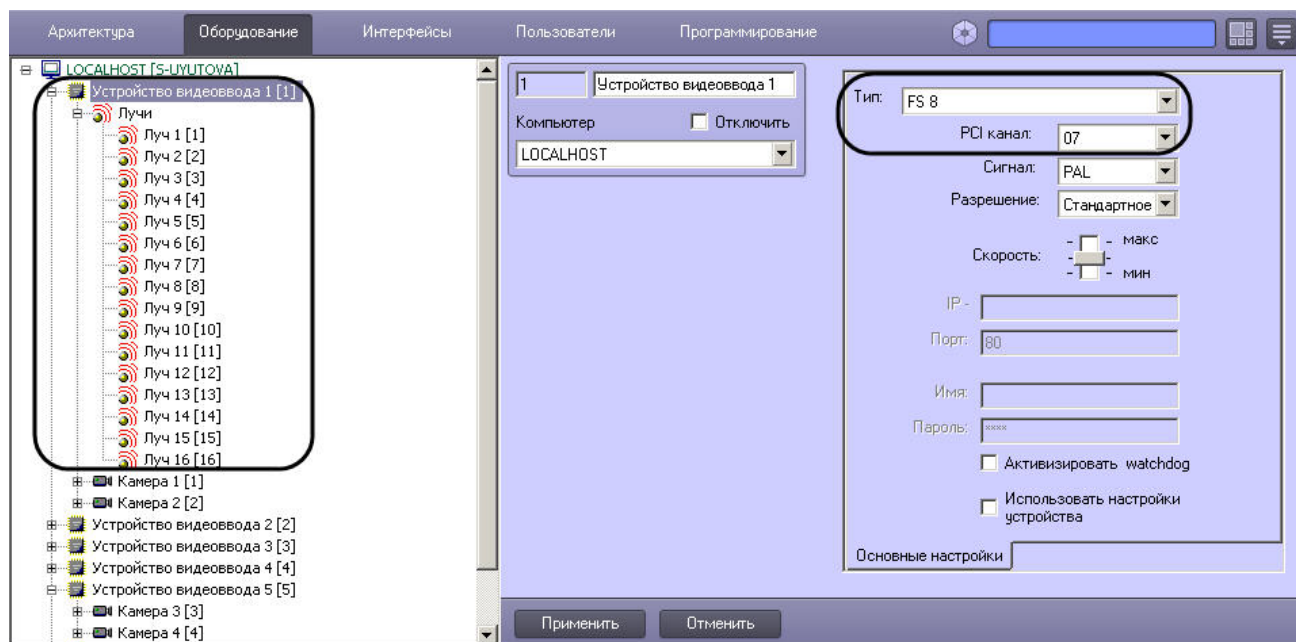 Архитектура Оборудование Интерфейсы Пользователи Программирование
LOCALHOST [S-UYUTOVA]
Устройство видеоввода 1 [1]
Лучи
Луч 1 [1]
Луч 2 [2]
Луч 3 [3]
Луч 4 [4]
Луч 5 [5]
Луч 6 [6]
Луч 7 [7]
Луч 8 [8]
Луч 9 [9]
Луч 10 [10]
Луч 11 [11]
Луч 12 [12]
Луч 13 [13]
Луч 14 [14]
Луч 15 [15]
Луч 16 [16]
Камера 1 [1]
Камера 2 [2]
Устройство видеоввода 2 [2]
Устройство видеоввода 3 [3]
Устройство видеоввода 4 [4]
Устройство видеоввода 5 [5]
Камера 3 [3]
Камера 4 [4]
1 Устройство видеоввода 1
Компьютер Отключить
LOCALHOST
Тип: FS 8
PCI канал: 07
Сигнал: PAL
Разрешение: Стандартное
- - макс
Скорость: - -
- - мин
IP -
Порт: 80
Имя:
Пароль: ****
Активизировать watchdog
Использовать настройки
устройства
Основные настройки
Применить Отменить